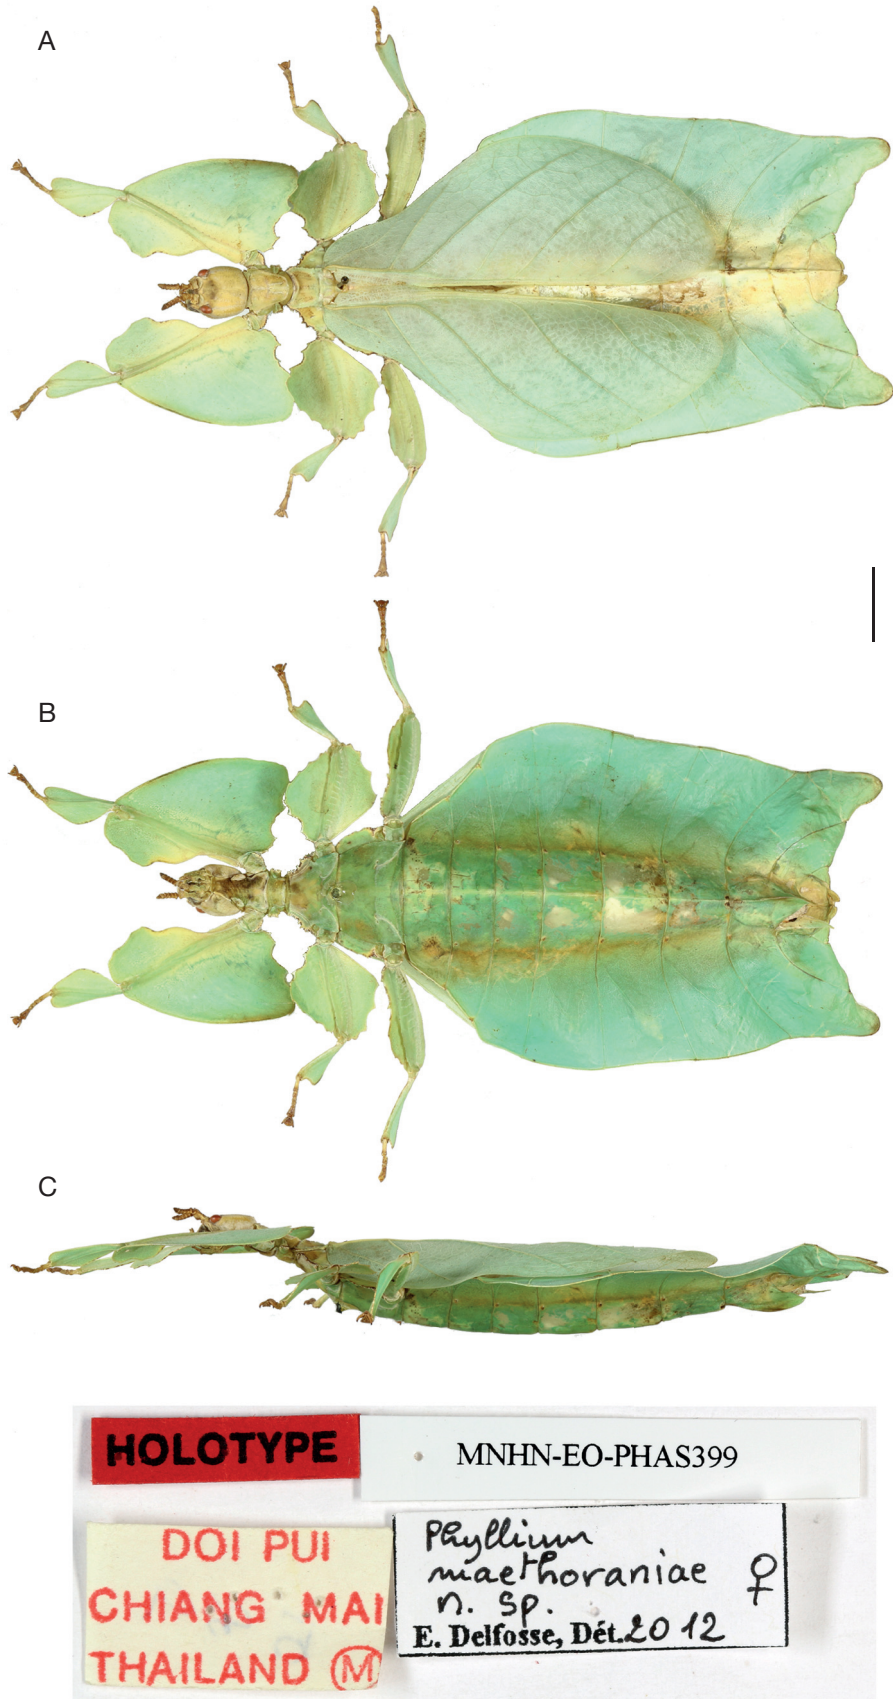 A
B
C
HOLOTYPE
MNHN-EO-PHAS399
DOI PUI
CHIANG MAI
THAILAND M
Phyllium
maethoraniae
n. sp.
♀
E. Delfosse, Dét. 2012